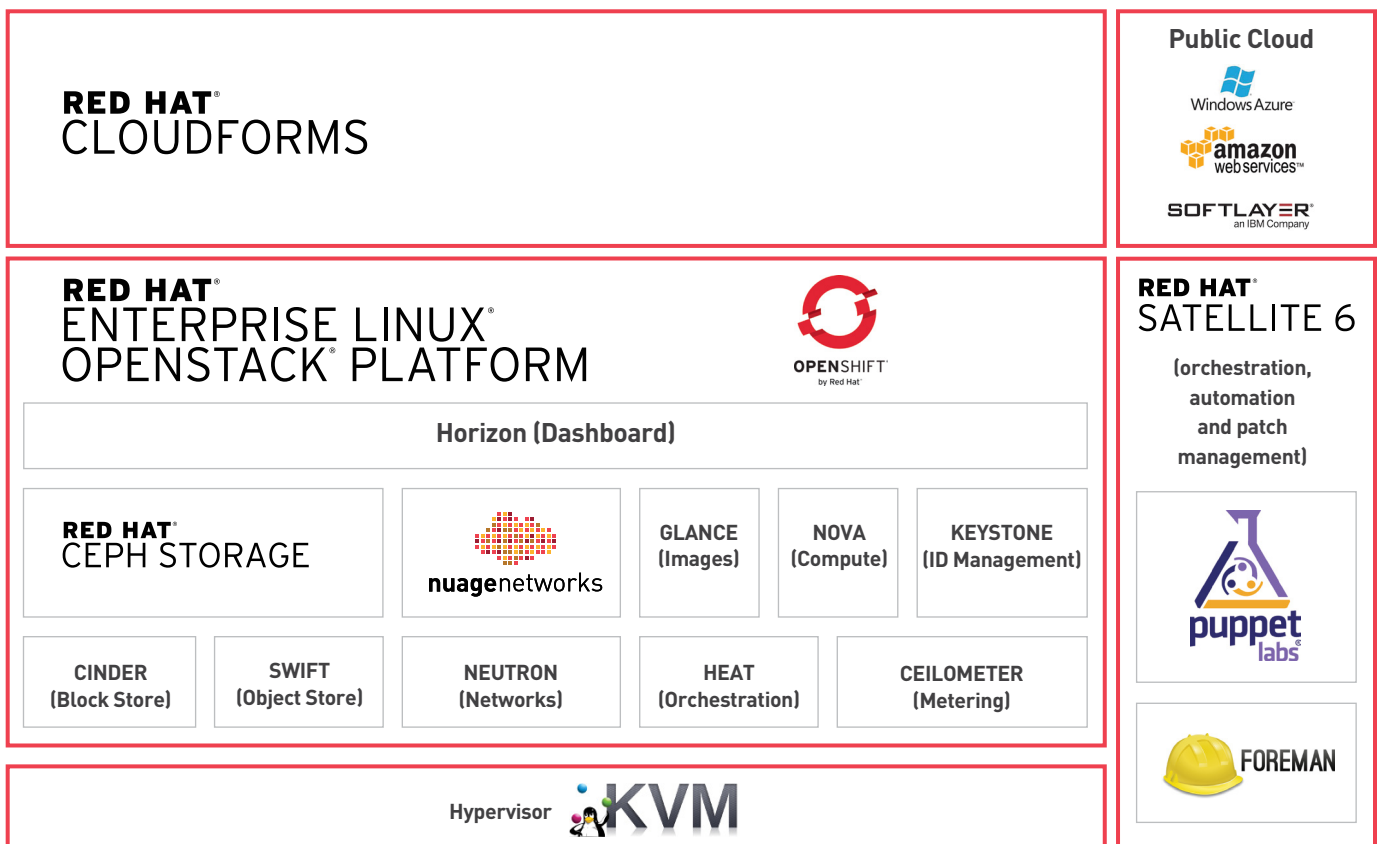 RED HAT®
CLOUDFORMS
Public Cloud
Windows Azure
amazon
webservices™
SOFTLAYER®
an IBM Company
RED HAT®
ENTERPRISE LINUX®
OPENSTACK® PLATFORM
OPENSHIFT®
by Red Hat®
Horizon (Dashboard)
RED HAT®
CEPH STORAGE
nuagenetworks
GLANCE
(Images)
NOVA
(Compute)
KEYSTONE
(ID Management)
CINDER
(Block Store)
SWIFT
(Object Store)
NEUTRON
(Networks)
HEAT
(Orchestration)
CEILOMETER
(Metering)
RED HAT®
SATELLITE 6
(orchestration,
automation
and patch
management)
puppet
labs®
FOREMAN
Hypervisor KVM